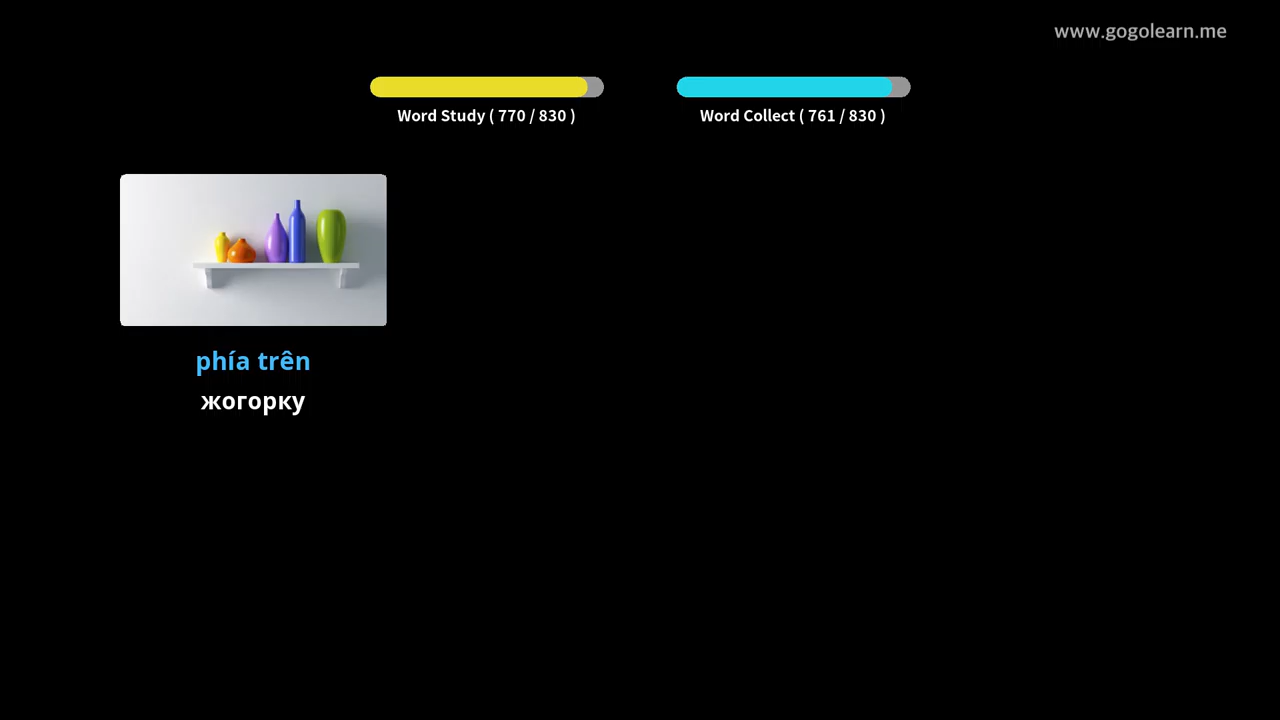 www.gogolearn.me
Word Study ( 770 / 830 )
Word Collect ( 761 / 830 )
phía trên
жогорку